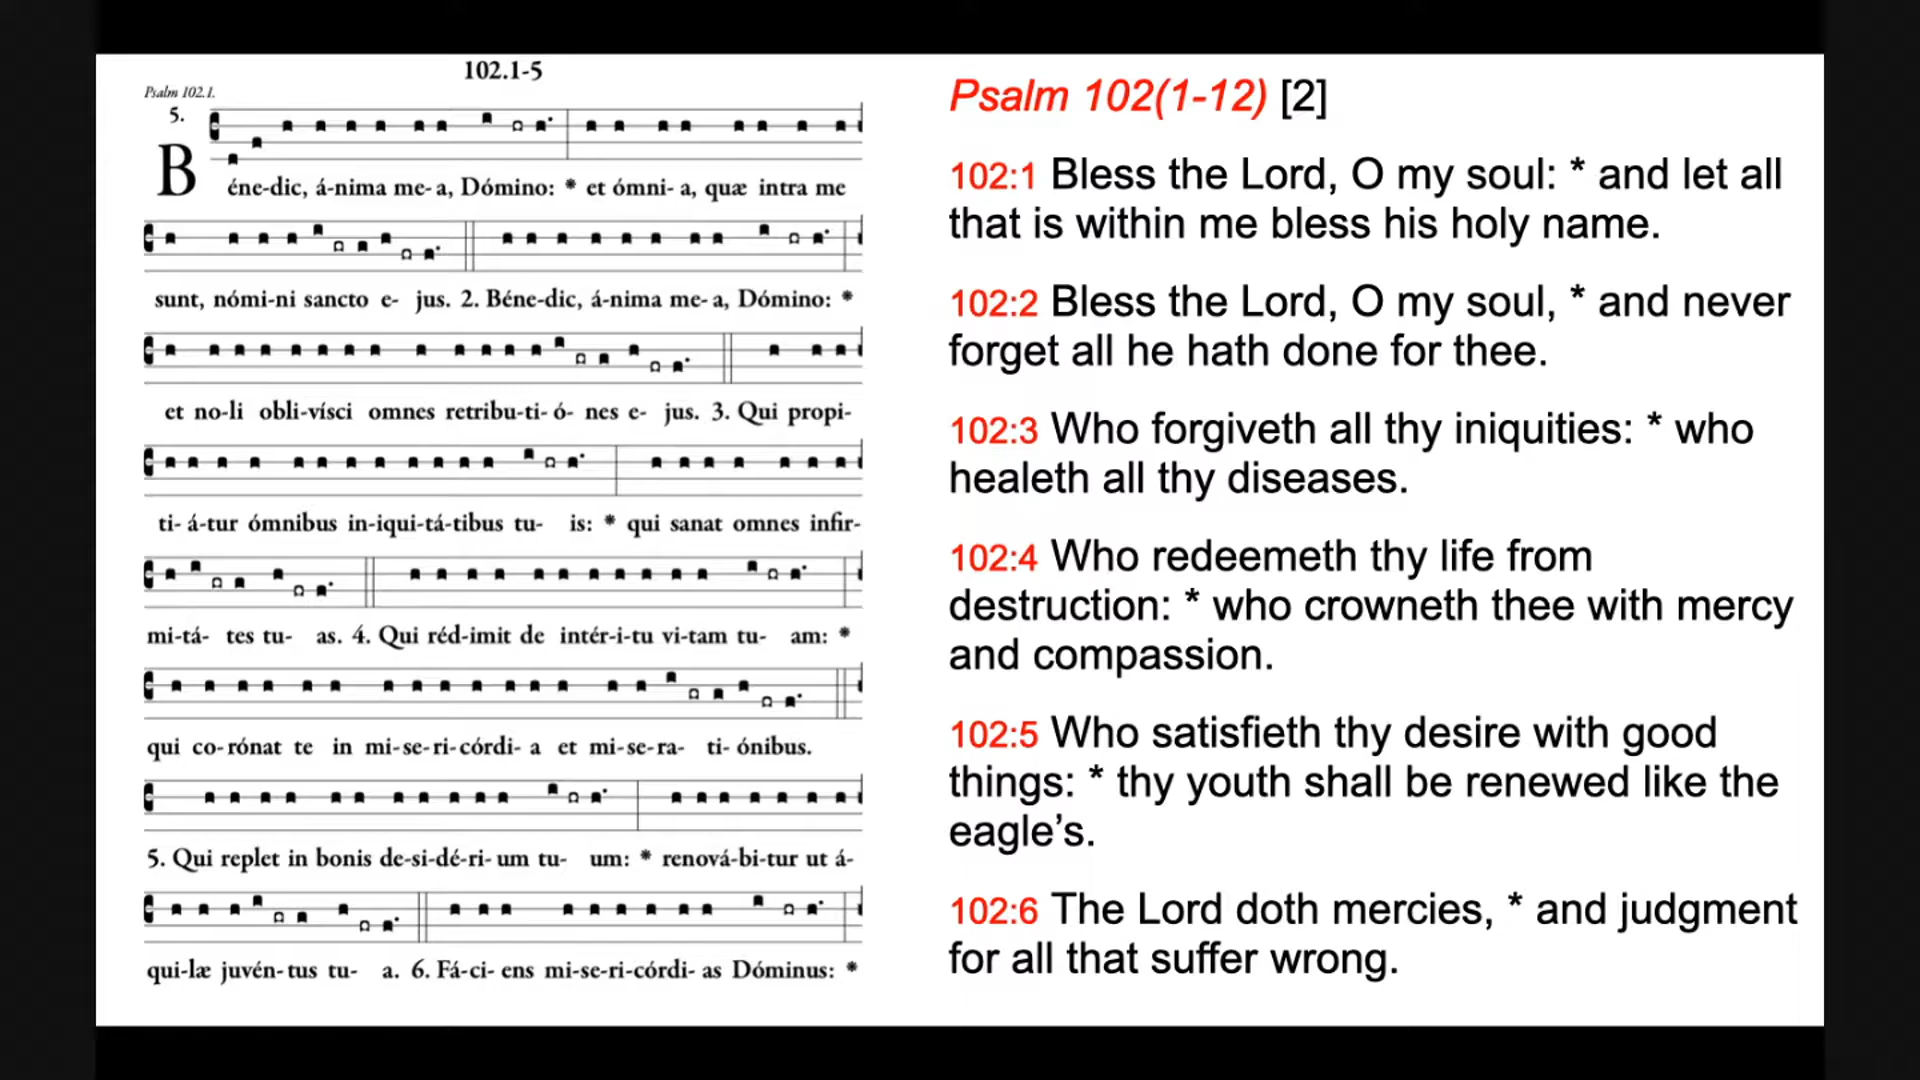 102.1-5
Psalm 102.1.
5.
Béne-dic, á-nima me-a, Dómino: * et ómni-a, quæ intra me
sunt, nómi-ni sancto e- jus. 2. Béne-dic, á-nima me-a, Dómino: *
et no-li obli-vísci omnes retribu-ti-ó- nes e- jus. 3. Qui propi-
ti-á-tur ómnibus in-iqui-tá-tibus tu- is: * qui sanat omnes infir-
mi-tá- tes tu- as. 4. Qui réd-imit de intér-i-tu vi-tam tu- am: *
qui co-rónat te in mi-se-ri-córdi-a et mi-se-ra- ti-ónibus.
5. Qui replet in bonis de-si-dé-ri-um tu- um: * renová-bi-tur ut á-
qui-læ juvén-tus tu- a. 6. Fá-ci-ens mi-se-ri-córdi-as Dóminus: *
Psalm 102(1-12) [2]
102:1 Bless the Lord, O my soul: * and let all
that is within me bless his holy name.
102:2 Bless the Lord, O my soul, * and never
forget all he hath done for thee.
102:3 Who forgiveth all thy iniquities: * who
healeth all thy diseases.
102:4 Who redeemeth thy life from
destruction: * who crowneth thee with mercy
and compassion.
102:5 Who satisfieth thy desire with good
things: * thy youth shall be renewed like the
eagle’s.
102:6 The Lord doth mercies, * and judgment
for all that suffer wrong.